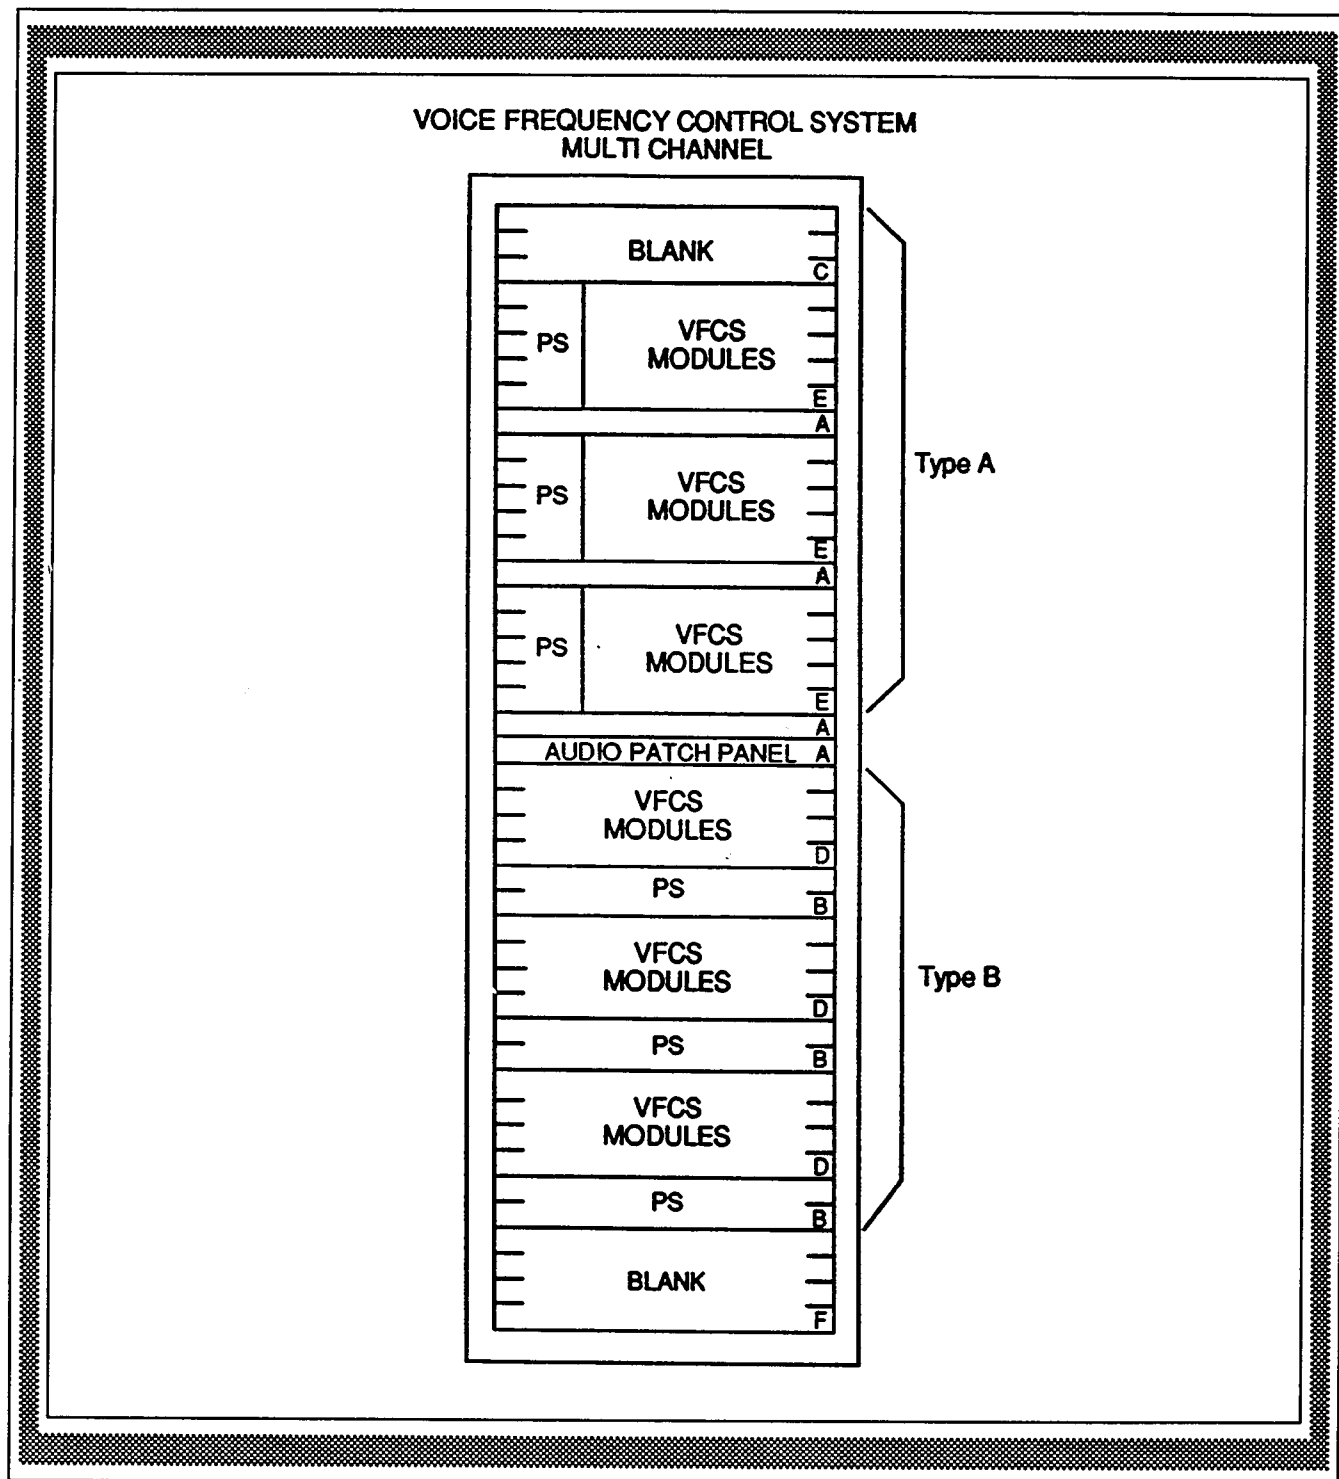 VOICE FREQUENCY CONTROL SYSTEM
MULTI CHANNEL
BLANK
C
PS
VFCS
MODULES
E
A
PS
VFCS
MODULES
E
A
Type A
PS
VFCS
MODULES
E
A
AUDIO PATCH PANEL A
VFCS
MODULES
D
PS
B
VFCS
MODULES
D
Type B
PS
B
VFCS
MODULES
D
PS
B
BLANK
F